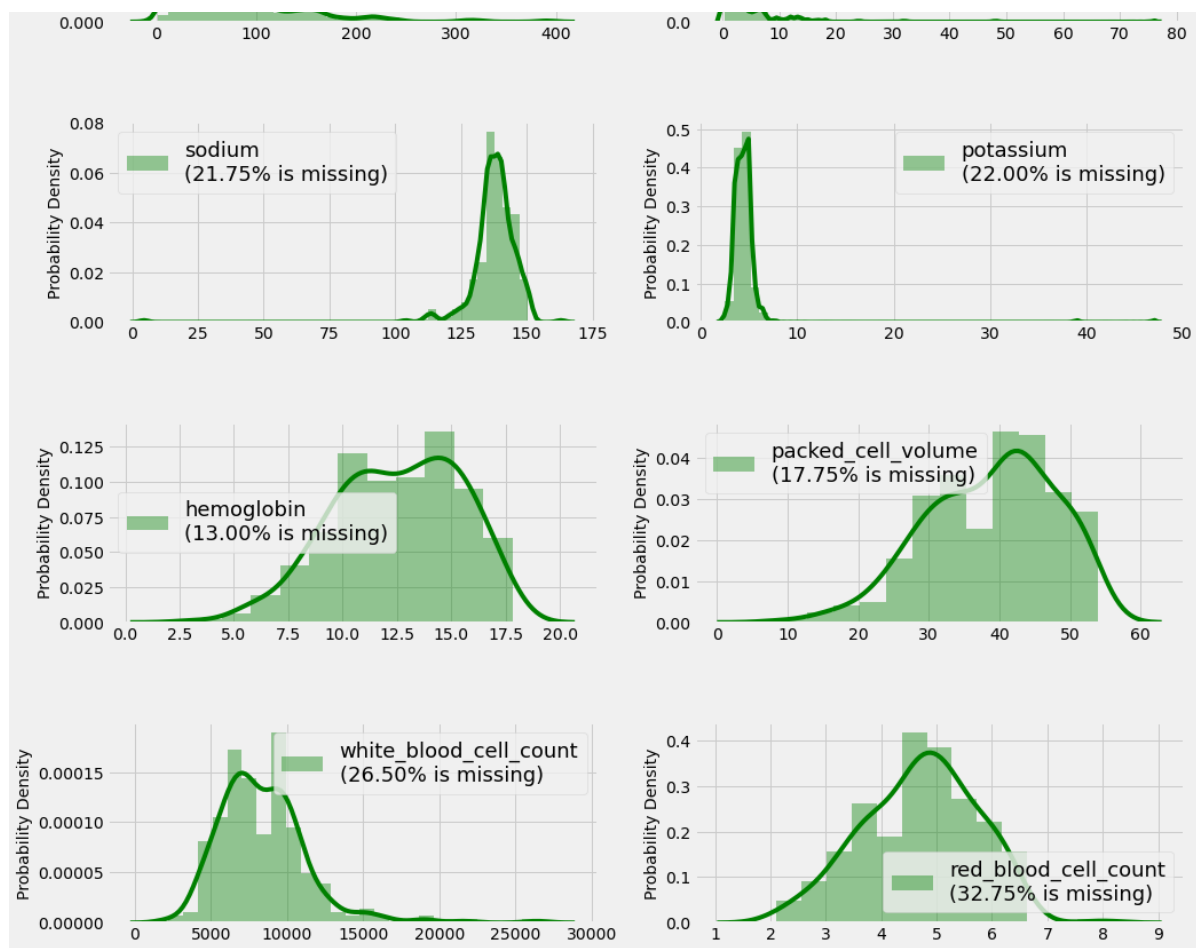 0.000
0 100 200 300 400
0.0
0 10 20 30 40 50 60 70 80
0.08
0.06
0.04
0.02
0.00
Probability Density
sodium
(21.75% is missing)
0 25 50 75 100 125 150 175
0.5
0.4
0.3
0.2
0.1
0.0
Probability Density
potassium
(22.00% is missing)
0 10 20 30 40 50
0.125
0.100
0.075
0.050
0.025
0.000
Probability Density
hemoglobin
(13.00% is missing)
0.0 2.5 5.0 7.5 10.0 12.5 15.0 17.5 20.0
0.04
0.03
0.02
0.01
0.00
Probability Density
packed_cell_volume
(17.75% is missing)
0 10 20 30 40 50 60
0.00015
0.00010
0.00005
0.00000
Probability Density
white_blood_cell_count
(26.50% is missing)
0 5000 10000 15000 20000 25000 30000
0.4
0.3
0.2
0.1
0.0
Probability Density
red_blood_cell_count
(32.75% is missing)
1 2 3 4 5 6 7 8 9